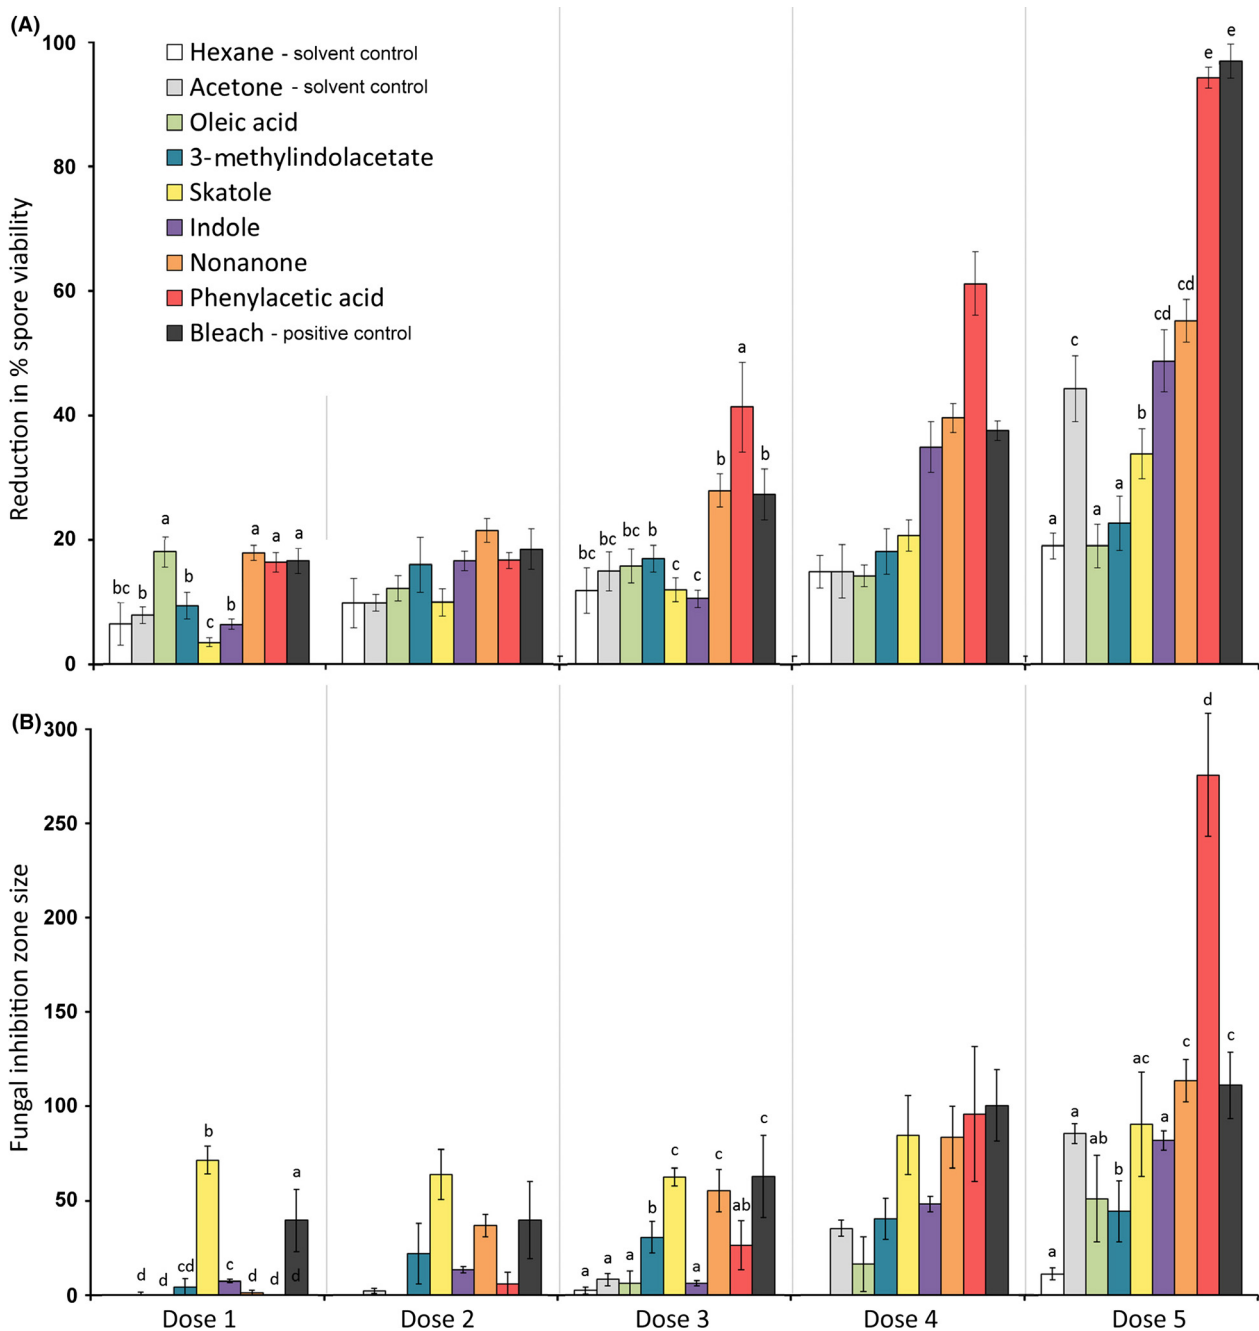 (A)
100
80
60
40
20
0
Reduction in % spore viability
Hexane - solvent control
Acetone - solvent control
Oleic acid
3-methylindolacetate
Skatole
Indole
Nonanone
Phenylacetic acid
Bleach - positive control
bc b a b c b a a a
bc bc bc b c c b a b
a c a a b cd cd e e
(B)
300
250
200
150
100
50
0
Fungal inhibition zone size
d cd b c d d d a
a a a b c a c ab c
a a ab b ac a c d c
Dose 1 Dose 2 Dose 3 Dose 4 Dose 5